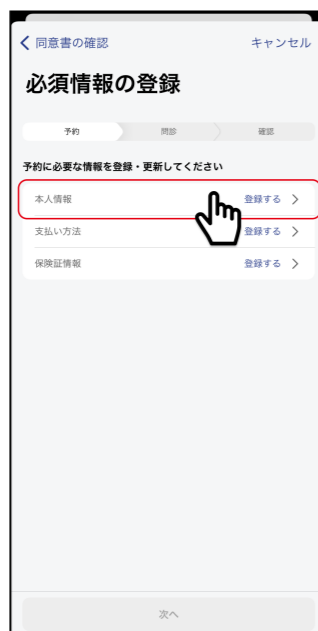 同意書の確認 キャンセル
必須情報の登録
予約 問診 確認
予約に必要な情報を登録・更新してください
本人情報 登録する
支払い方法 登録する
保険証情報 登録する
次へ